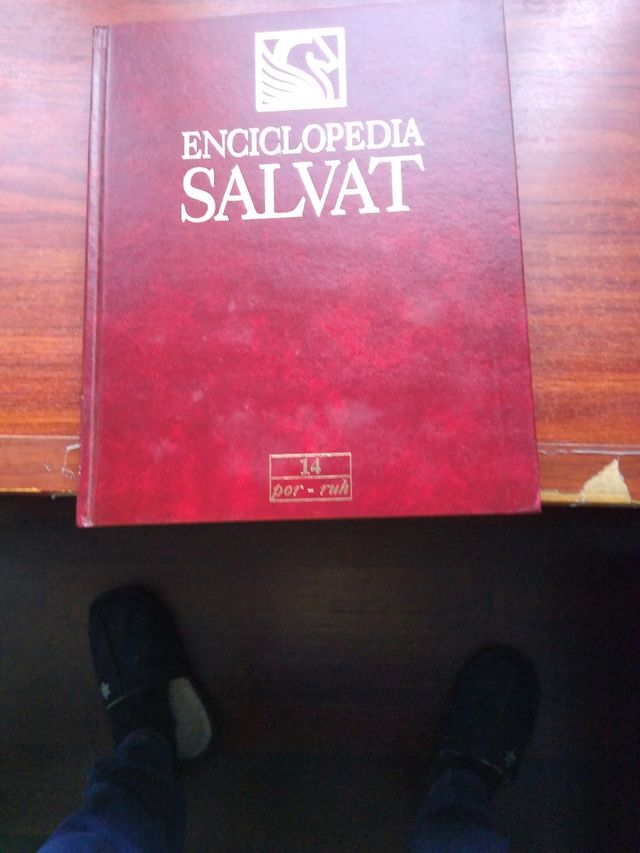 ENCICLOPEDIA
SALVAT
14
por - ruh